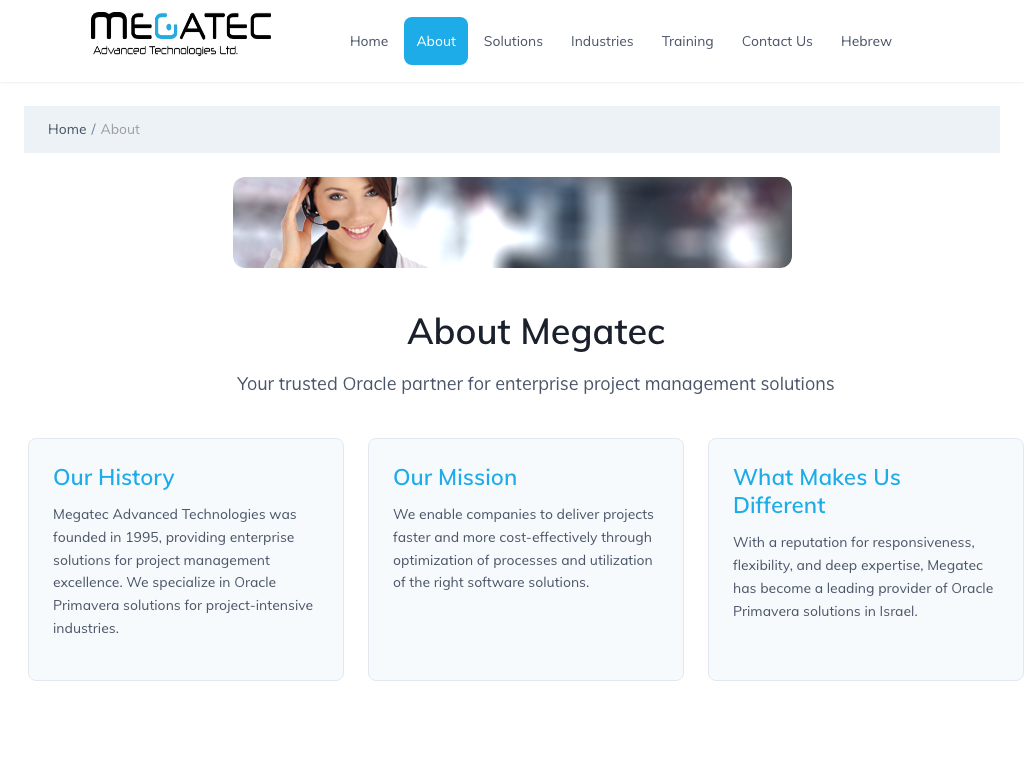 MEGATEC
Advanced Technologies Ltd.
Home
About
Solutions
Industries
Training
Contact Us
Hebrew
Home / About
About Megatec
Your trusted Oracle partner for enterprise project management solutions
Our History
Megatec Advanced Technologies was
founded in 1995, providing enterprise
solutions for project management
excellence. We specialize in Oracle
Primavera solutions for project-intensive
industries.
Our Mission
We enable companies to deliver projects
faster and more cost-effectively through
optimization of processes and utilization
of the right software solutions.
What Makes Us
Different
With a reputation for responsiveness,
flexibility, and deep expertise, Megatec
has become a leading provider of Oracle
Primavera solutions in Israel.